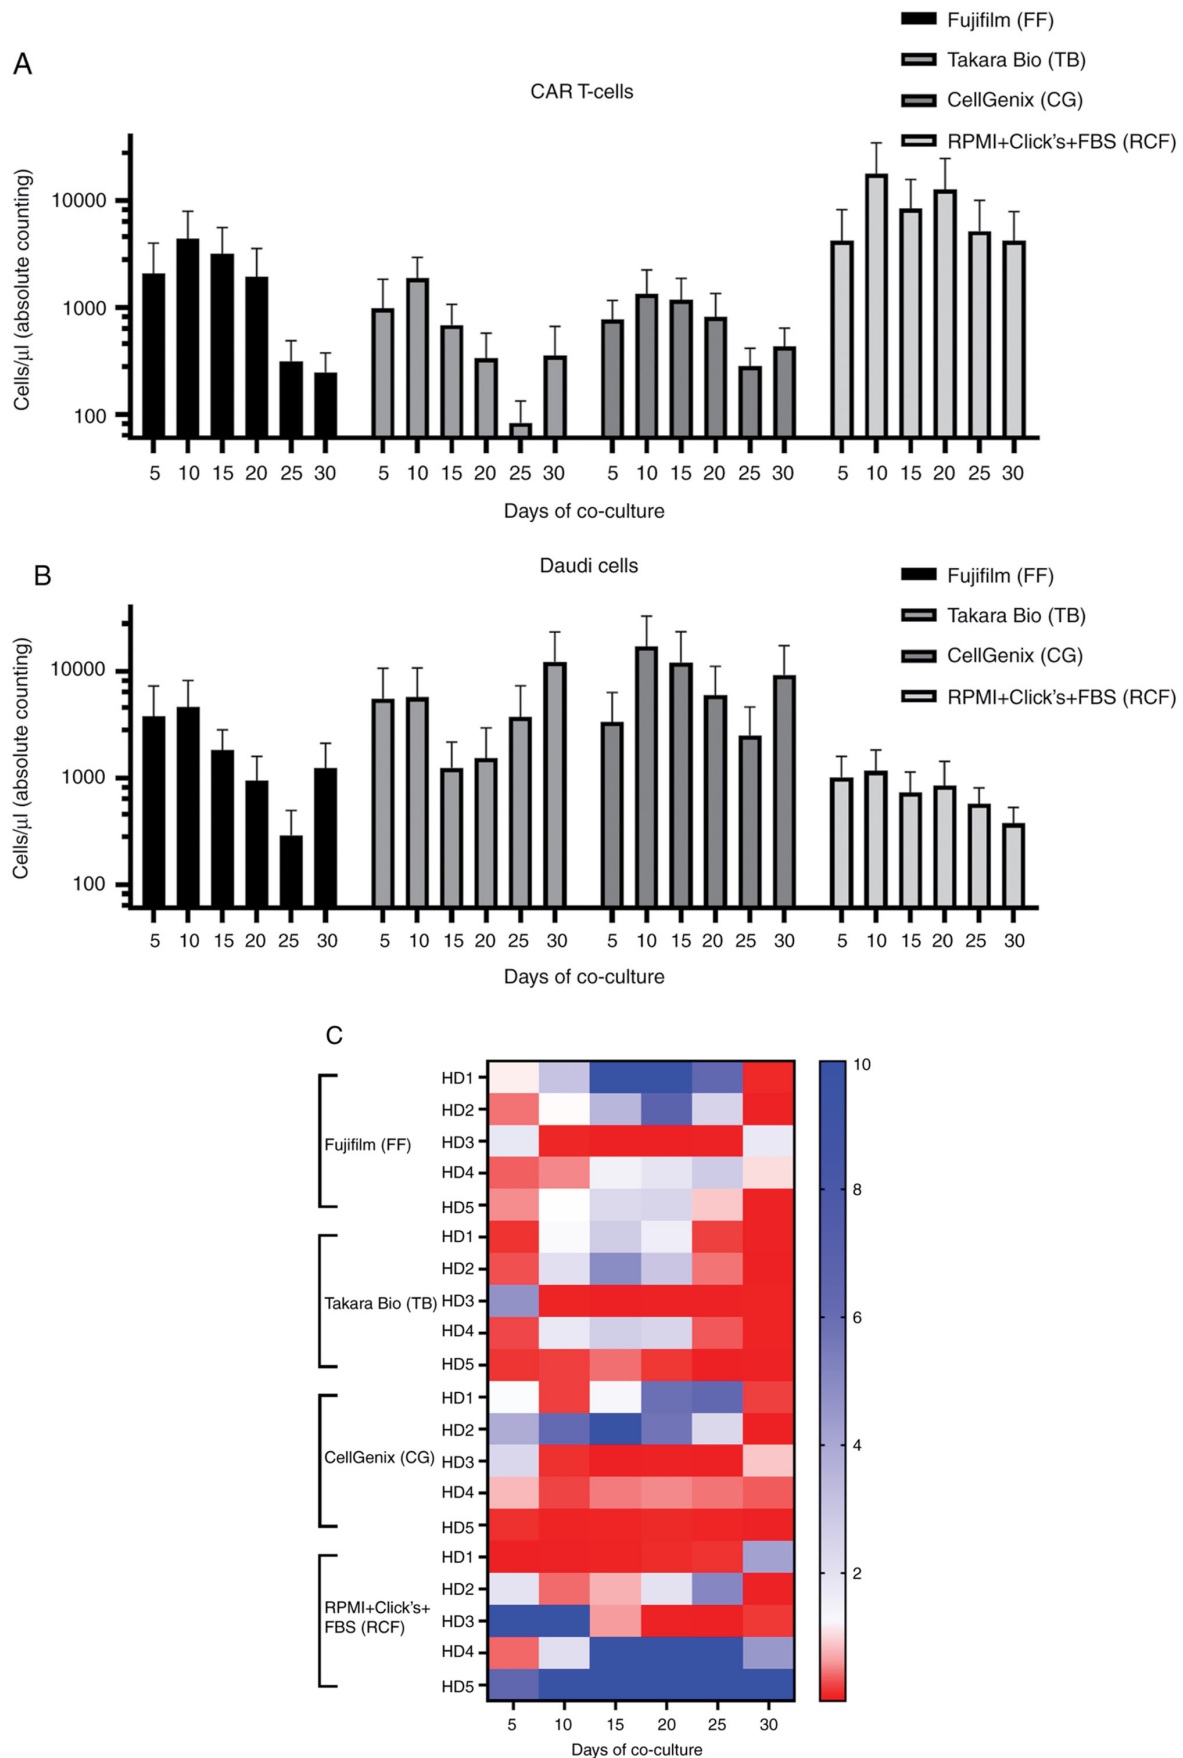 A
CAR T-cells
Fujifilm (FF)
Takara Bio (TB)
CellGenix (CG)
RPMI+Click's+FBS (RCF)
Cells/μl (absolute counting)
10000
1000
100
5 10 15 20 25 30 5 10 15 20 25 30 5 10 15 20 25 30 5 10 15 20 25 30
Days of co-culture
B
Daudi cells
Fujifilm (FF)
Takara Bio (TB)
CellGenix (CG)
RPMI+Click's+FBS (RCF)
Cells/μl (absolute counting)
10000
1000
100
5 10 15 20 25 30 5 10 15 20 25 30 5 10 15 20 25 30 5 10 15 20 25 30
Days of co-culture
C
Fujifilm (FF)
HD1
HD2
HD3
HD4
HD5
Takara Bio (TB)
HD1
HD2
HD3
HD4
HD5
CellGenix (CG)
HD1
HD2
HD3
HD4
HD5
RPMI+Click's+
FBS (RCF)
HD1
HD2
HD3
HD4
HD5
10
8
6
4
2
5 10 15 20 25 30
Days of co-culture